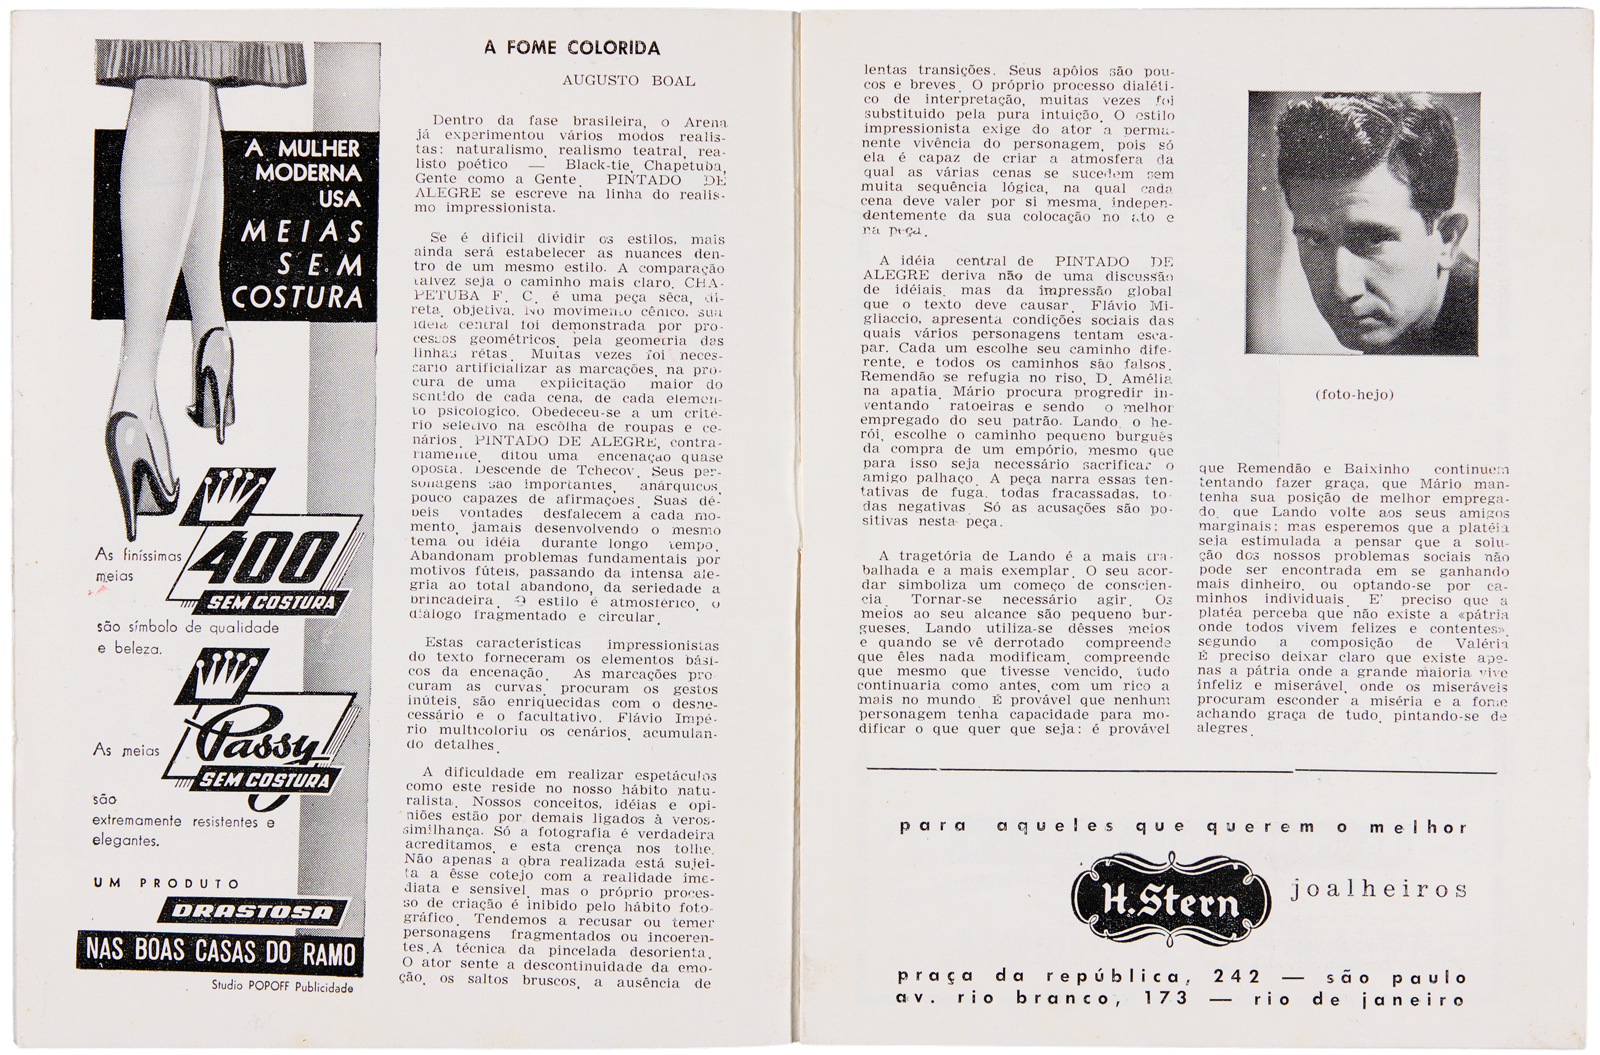 A MULHER
MODERNA
USA
MEIAS
SEM
COSTURA
As finíssimas
meias
400
SEM COSTURA
são símbolo de qualidade
e beleza.
As meias
Passy
SEM COSTURA
são
extremamente resistentes e
elegantes.
UM PRODUTO
DRASTOSA
NAS BOAS CASAS DO RAMO
Studio POPOFF Publicidade
A FOME COLORIDA
AUGUSTO BOAL
Dentro da fase brasileira, o Arena
já experimentou vários modos realis-
tas: naturalismo, realismo teatral, rea-
listo poético — Black-tie, Chapetuba,
Gente como a Gente. PINTADO DE
ALEGRE se escreve na linha do realis-
mo impressionista.
Se é dificil dividir os estilos, mais
ainda será estabelecer as nuances den-
tro de um mesmo estilo. A comparação
talvez seja o caminho mais claro. CHA-
PETUBA F. C. é uma peça sêca, di-
reta, objetiva. No movimento cênico, sua
ideia central foi demonstrada por pro-
cessos geométricos, pela geometria das
linhas rétas. Muitas vezes foi neces-
sario artificializar as marcações, na pro-
cura de uma explicitação maior do
sentido de cada cena, de cada elemen-
to psicologico. Obedeceu-se a um crité-
rio seletivo na escôlha de roupas e ce-
nários. PINTADO DE ALEGRE, contra-
riamente, ditou uma encenação quase
oposta. Descende de Tchecov. Seus per-
sonagens são importantes, anárquicos,
pouco capazes de afirmações. Suas dé-
beis vontades desfalecem a cada mo-
mento, jamais desenvolvendo o mesmo
tema ou idéia durante longo tempo.
Abandonam problemas fundamentais por
motivos fúteis, passando da intensa ale-
gria ao total abandono, da seriedade a
brincadeira. O estilo é atmosférico, o
diálogo fragmentado e circular.
Estas características impressionistas
do texto forneceram os elementos bási-
cos da encenação. As marcações pro-
curam as curvas, procuram os gestos
inúteis, são enriquecidas com o desne-
cessário e o facultativo. Flávio Impé-
rio multicoloriu os cenários, acumulan-
do detalhes.
A dificuldade em realizar espetáculos
como este reside no nosso hábito natu-
ralista. Nossos conceitos, idéias e opi-
niões estão por demais ligados à veros-
similhança. Só a fotografia é verdadeira
acreditamos, e esta crença nos tolhe.
Não apenas a obra realizada está sujei-
ta a êsse cotejo com a realidade ime-
diata e sensível, mas o próprio proces-
so de criação é inibido pelo hábito foto-
gráfico. Tendemos a recusar ou temer
personagens fragmentados ou incoeren-
tes. A técnica da pincelada desorienta.
O ator sente a descontinuidade da emo-
ção, os saltos bruscos, a ausência de
lentas transições. Seus apôios são pou-
cos e breves. O próprio processo dialéti-
co de interpretação, muitas vezes foi
substituido pela pura intuição. O estilo
impressionista exige do ator a perma-
nente vivência do personagem, pois só
ela é capaz de criar a atmosfera da
qual as várias cenas se sucedem sem
muita sequência lógica, na qual cada
cena deve valer por si mesma, indepen-
dentemente da sua colocação no ato e
na peça.
A idéia central de PINTADO DE
ALEGRE deriva não de uma discussão
de idéiais, mas da impressão global
que o texto deve causar. Flávio Mi-
gliaccio, apresenta condições sociais das
quais vários personagens tentam esca-
par. Cada um escolhe seu caminho dife-
rente, e todos os caminhos são falsos.
Remendão se refugia no riso, D. Amélia
na apatia, Mário procura progredir in-
ventando ratoeiras e sendo o melhor
empregado do seu patrão. Lando, o he-
rói, escolhe o caminho pequeno burguês
da compra de um empório, mesmo que
para isso seja necessário sacrificar o
amigo palhaço. A peça narra essas ten-
tativas de fuga, todas fracassadas, to-
das negativas. Só as acusações são po-
sitivas nesta peça.
A tragetória de Lando é a mais tra-
balhada e a mais exemplar. O seu acor-
dar simboliza um começo de conscien-
cia. Tornar-se necessário agir. Os
meios ao seu alcance são pequeno bur-
gueses. Lando utiliza-se dêsses meios
e quando se vê derrotado compreende
que êles nada modificam, compreende
que mesmo que tivesse vencido, tudo
continuaria como antes, com um rico a
mais no mundo. É provável que nenhum
personagem tenha capacidade para mo-
dificar o que quer que seja: é provável
(foto-hejo)
que Remendão e Baixinho continuem
tentando fazer graça, que Mário man-
tenha sua posição de melhor emprega-
do, que Lando volte aos seus amigos
marginais: mas esperemos que a platéia
seja estimulada a pensar que a solu-
ção dos nossos problemas sociais não
pode ser encontrada em se ganhando
mais dinheiro, ou optando-se por ca-
minhos individuais. E' preciso que a
platéa perceba que não existe a «pátria
onde todos vivem felizes e contentes»,
segundo a composição de Valéria
É preciso deixar claro que existe ape-
nas a pátria onde a grande maioria vive
infeliz e miserável, onde os miseráveis
procuram esconder a miséria e a fome
achando graça de tudo, pintando-se de
alegres.
para aqueles que querem o melhor
H. Stern
joalheiros
praça da república, 242 — são paulo
av. rio branco, 173 — rio de janeiro